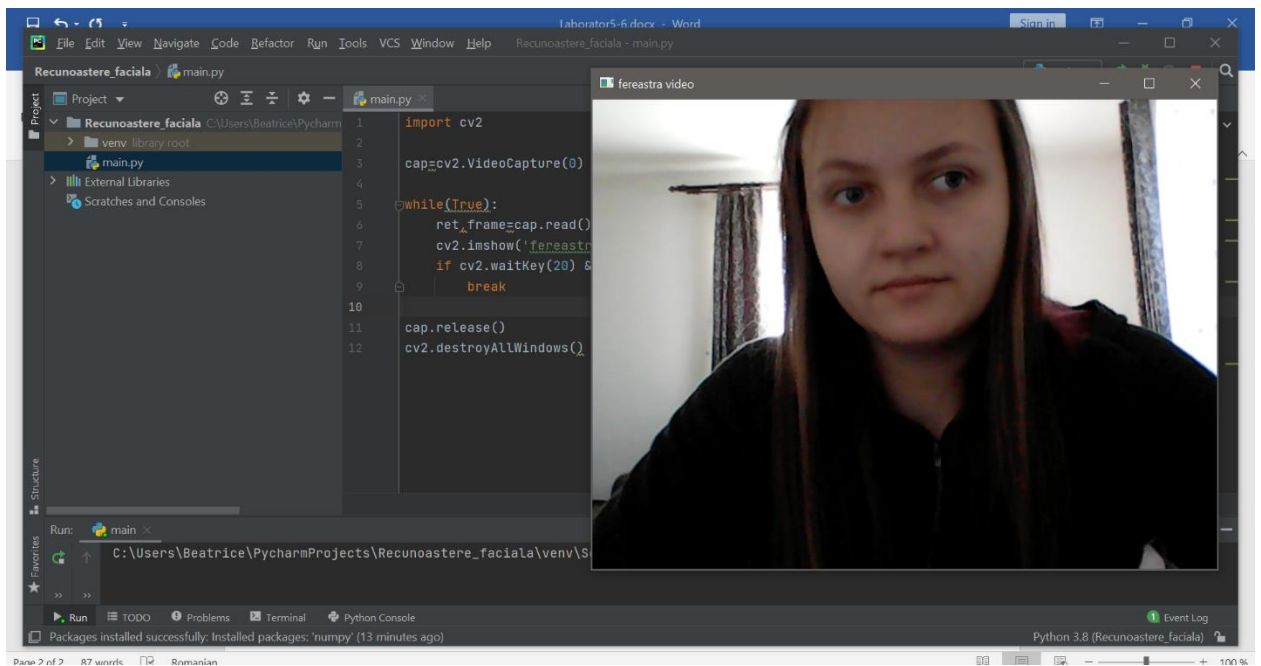 Laborator5-6.docx - Word
Sign in
File Edit View Navigate Code Refactor Run Tools VCS Window Help Recunoastere_faciala - main.py
Recunoastere_faciala main.py
fereastra video
Project
Project
main.py
Recunoastere_faciala C:\Users\Beatrice\Pycharm
venv library root
main.py
External Libraries
Scratches and Consoles
1 import cv2
2
3 cap=cv2.VideoCapture(0)
4
5 while(True):
6 ret,frame=cap.read()
7 cv2.imshow('fereastr
8 if cv2.waitKey(20) &
9 break
10
11 cap.release()
12 cv2.destroyAllWindows()
Structure
Favorites
Run: main
C:\Users\Beatrice\PycharmProjects\Recunoastere_faciala\venv\S
Run TODO Problems Terminal Python Console
1 Event Log
Packages installed successfully: Installed packages: 'numpy' (13 minutes ago)
Python 3.8 (Recunoastere_faciala)
Page 2 of 2 87 words Romanian
100 %